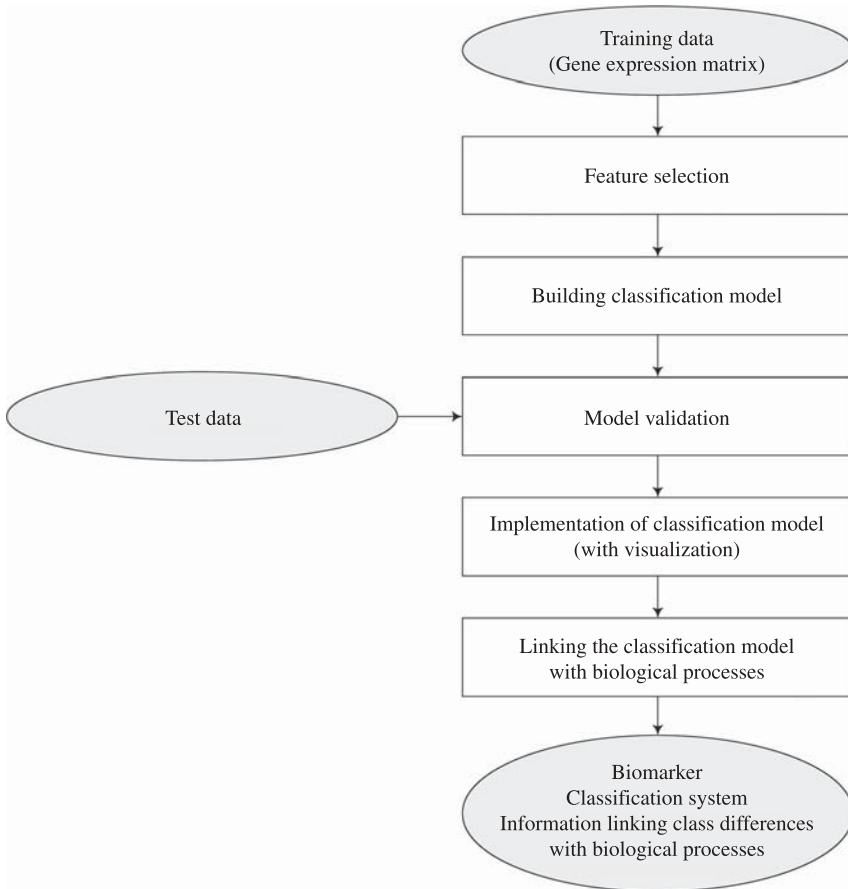 Training data
(Gene expression matrix)
Feature selection
Building classification model
Test data
Model validation
Implementation of classification model
(with visualization)
Linking the classification model
with biological processes
Biomarker
Classification system
Information linking class differences
with biological processes